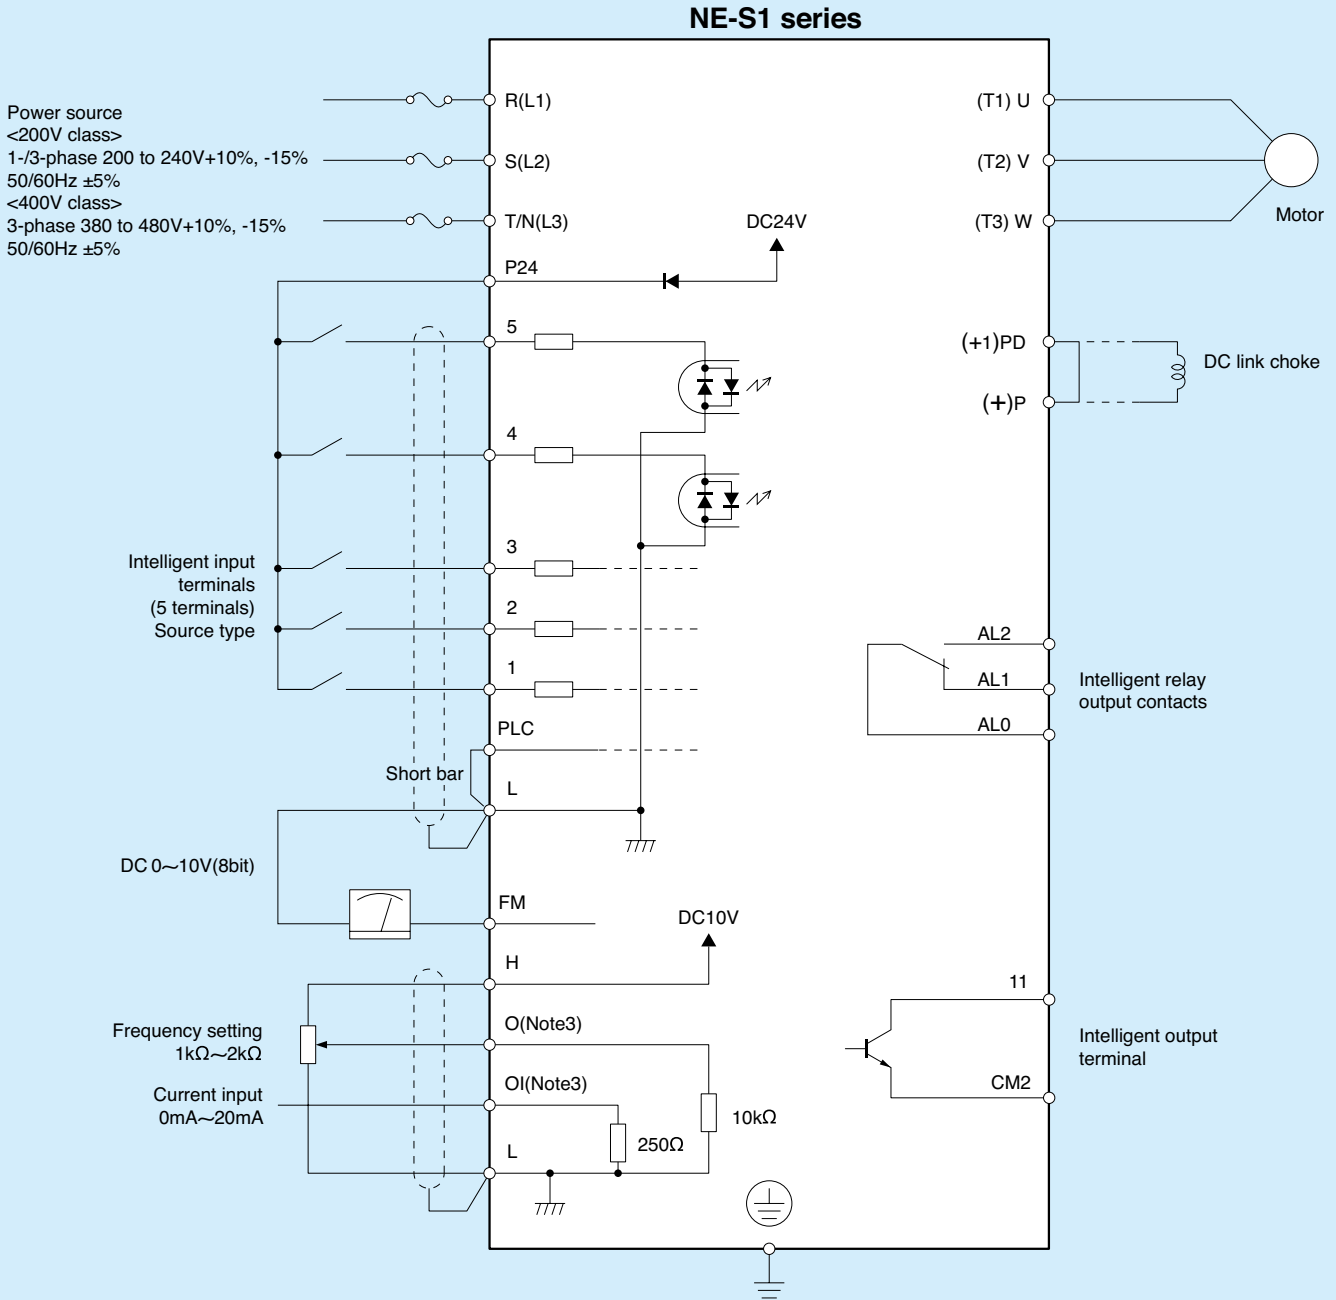 NE-S1 series
Power source
<200V class>
1-/3-phase 200 to 240V+10%, -15%
50/60Hz ±5%
<400V class>
3-phase 380 to 480V+10%, -15%
50/60Hz ±5%
R(L1)
S(L2)
T/N(L3)
P24
DC24V
5
4
3
2
1
PLC
L
Short bar
Intelligent input
terminals
(5 terminals)
Source type
DC 0～10V(8bit)
FM
H
DC10V
O(Note3)
OI(Note3)
L
10kΩ
250Ω
Frequency setting
1kΩ～2kΩ
Current input
0mA～20mA
(T1) U
(T2) V
(T3) W
Motor
(+1)PD
(+)P
DC link choke
AL2
AL1
AL0
Intelligent relay
output contacts
11
CM2
Intelligent output
terminal